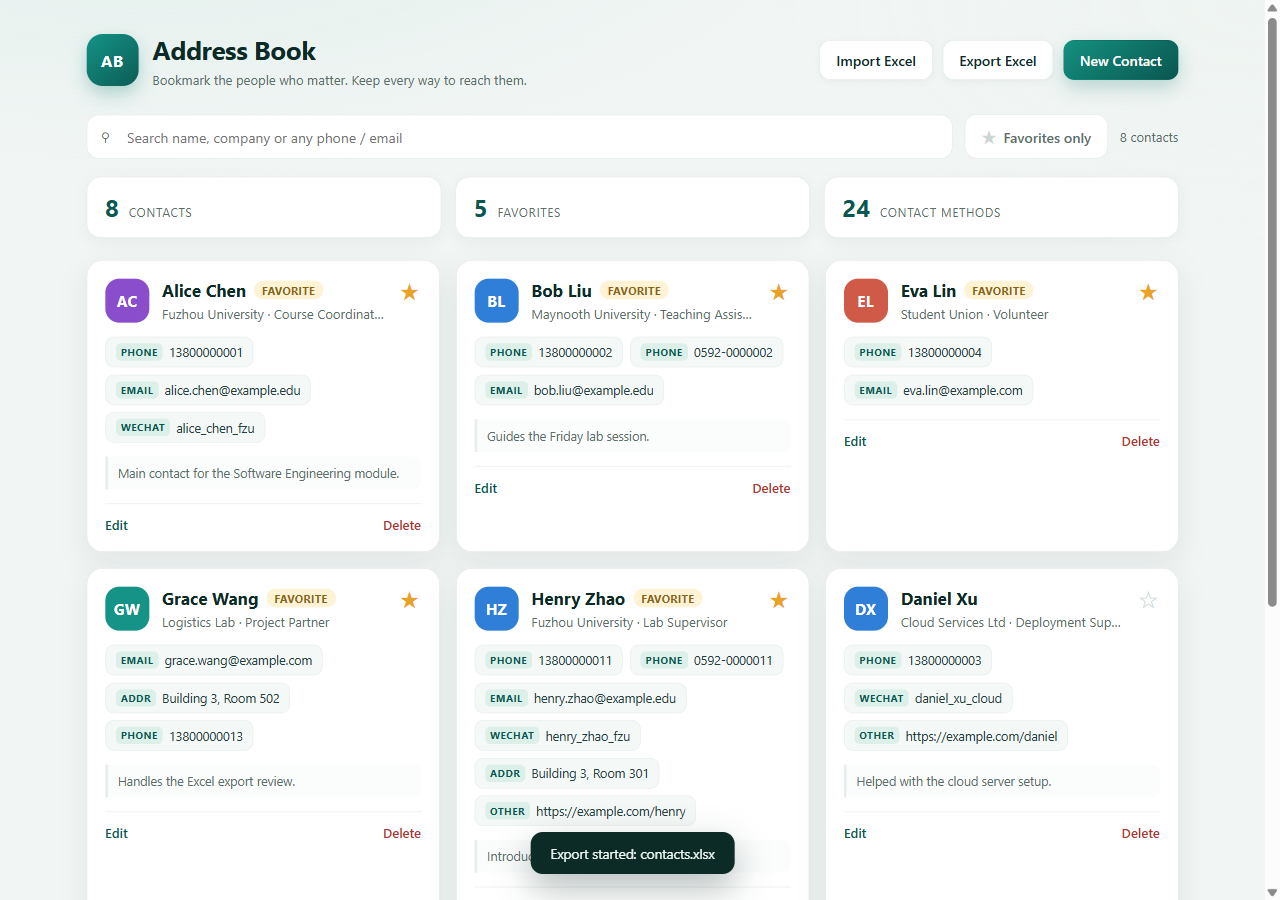 AB
Address Book
Bookmark the people who matter. Keep every way to reach them.
Import Excel
Export Excel
New Contact
Search name, company or any phone / email
★ Favorites only
8 contacts
8 CONTACTS
5 FAVORITES
24 CONTACT METHODS
AC
Alice Chen FAVORITE
Fuzhou University · Course Coordinat...
PHONE 13800000001
EMAIL alice.chen@example.edu
WECHAT alice_chen_fzu
Main contact for the Software Engineering module.
Edit
Delete
BL
Bob Liu FAVORITE
Maynooth University · Teaching Assis...
PHONE 13800000002
PHONE 0592-0000002
EMAIL bob.liu@example.edu
Guides the Friday lab session.
Edit
Delete
EL
Eva Lin FAVORITE
Student Union · Volunteer
PHONE 13800000004
EMAIL eva.lin@example.com
Edit
Delete
GW
Grace Wang FAVORITE
Logistics Lab · Project Partner
EMAIL grace.wang@example.com
ADDR Building 3, Room 502
PHONE 13800000013
Handles the Excel export review.
Edit
Delete
HZ
Henry Zhao FAVORITE
Fuzhou University · Lab Supervisor
PHONE 13800000011
PHONE 0592-0000011
EMAIL henry.zhao@example.edu
WECHAT henry_zhao_fzu
ADDR Building 3, Room 301
OTHER https://example.com/henry
DX
Daniel Xu
Cloud Services Ltd · Deployment Sup...
PHONE 13800000003
WECHAT daniel_xu_cloud
OTHER https://example.com/daniel
Helped with the cloud server setup.
Edit
Delete
Export started: contacts.xlsx